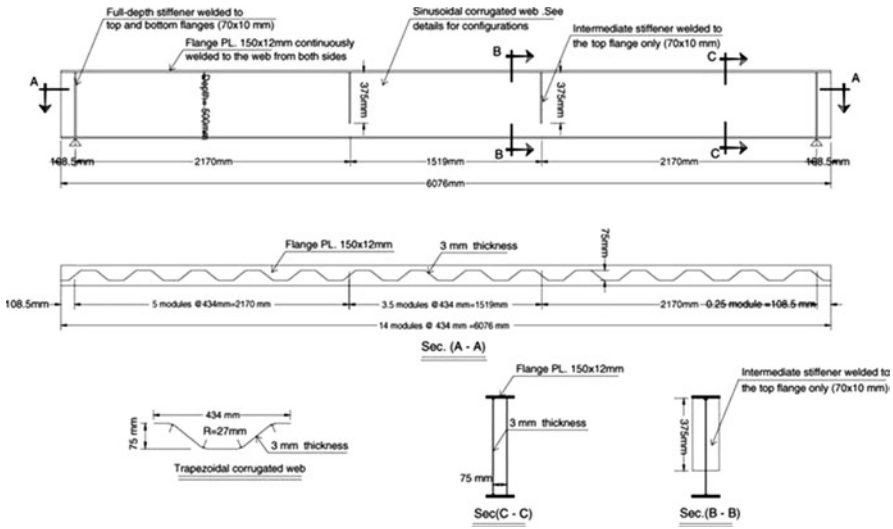 Full-depth stiffener welded to
top and bottom flanges (70x10 mm)
Flange PL. 150x12mm continuously
welded to the web from both sides
Sinusoidal corrugated web .See
details for configurations
Intermediate stiffener welded to
the top flange only (70x10 mm)
A
B
C
A
Depth= 500mm
375mm
375mm
B
C
108.5mm
2170mm
1519mm
2170mm
108.5mm
6076mm
Flange PL. 150x12mm
3 mm thickness
75mm
108.5mm
5 modules @434mm=2170 mm
3.5 modules @434 mm=1519mm
2170mm
0.25 module =108.5mm
14 modules @ 434 mm =6076 mm
Sec. (A - A)
434 mm
75 mm
R=27mm
3 mm thickness
Trapezoidal corrugated web
Flange PL. 150x12mm
3 mm thickness
75 mm
Sec(C - C)
Intermediate stiffener welded to
the top flange only (70x10 mm)
375mm
Sec.(B - B)